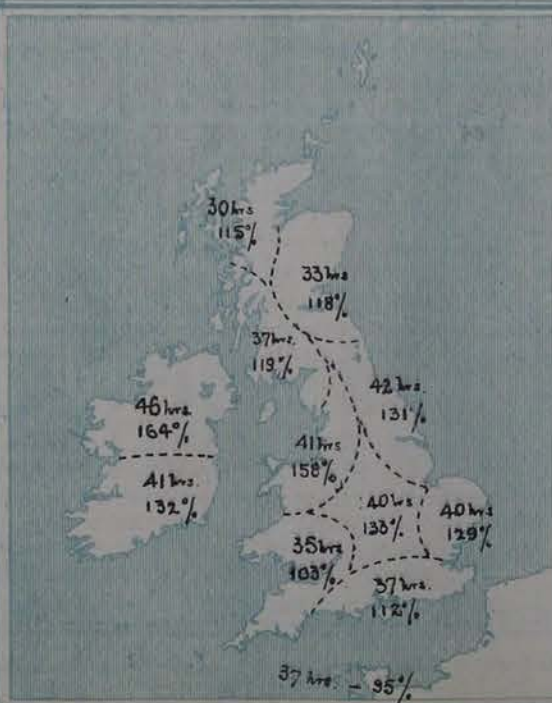 30 hrs
115%
33 hrs
118%
37 hrs.
119%
42 hrs.
131%
46 hrs.
164%
41 hrs
158%
41 hrs.
132%
40 hrs
133%
40 hrs
129%
35 hrs
103%
37 hrs.
112%
37 hrs. - 95%